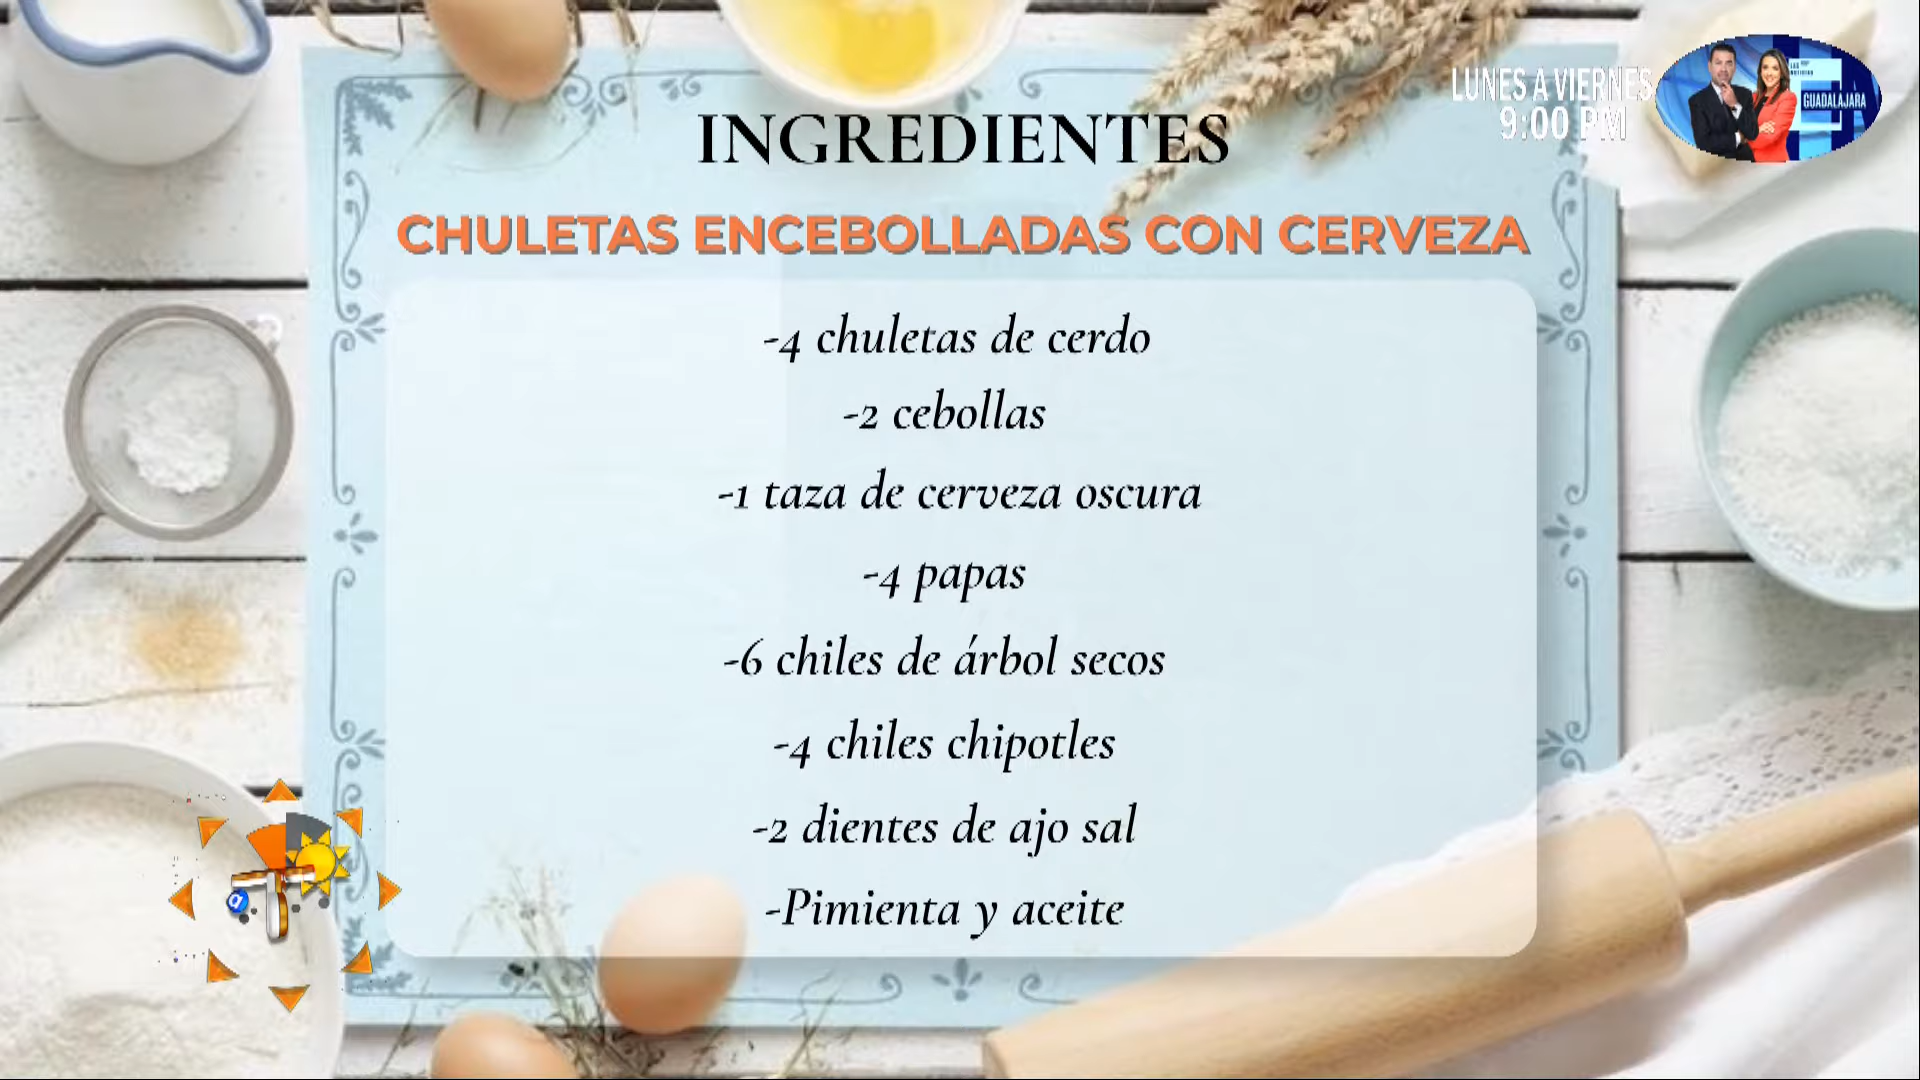 LUNES A VIERNES
9:00 PM
GUADALAJARA
INGREDIENTES
CHULETAS ENCEBOLLADAS CON CERVEZA
-4 chuletas de cerdo
-2 cebollas
-1 taza de cerveza oscura
-4 papas
-6 chiles de árbol secos
-4 chiles chipotles
-2 dientes de ajo sal
-Pimienta y aceite